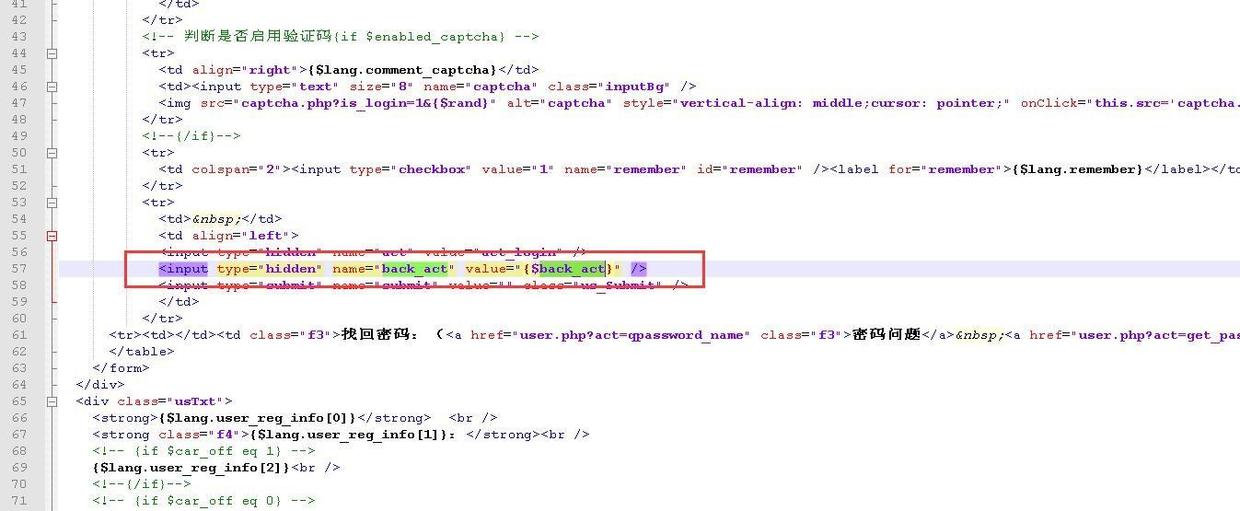 41 </td>
42 </tr>
43 <!-- 判断是否启用验证码{if $enabled_captcha} -->
44 <tr>
45 <td align="right">{$lang.comment_captcha}</td>
46 <td><input type="text" size="8" name="captcha" class="inputBg" />
47 <img src="captcha.php?is_login=1&{$rand}" alt="captcha" style="vertical-align: middle;cursor: pointer;" onClick="this.src='captcha.
48 </tr>
49 <!--{/if}-->
50 <tr>
51 <td colspan="2"><input type="checkbox" value="1" name="remember" id="remember" /><label for="remember">{$lang.remember}</label></td
52 </tr>
53 <tr>
54 <td>&nbsp;</td>
55 <td align="left">
56 <input type="hidden" name="act" value="act_login" />
57 <input type="hidden" name="back_act" value="{$back_act}" />
58 <input type="submit" name="submit" value="" class="us_Submit" />
59 </td>
60 </tr>
61 <tr><td></td><td class="f3">找回密码：（<a href="user.php?act=qpassword_name" class="f3">密码问题</a>&nbsp;<a href="user.php?act=get_pas
62 </table>
63 </form>
64 </div>
65 <div class="usTxt">
66 <strong>{$lang.user_reg_info[0]}</strong> <br />
67 <strong class="f4">{$lang.user_reg_info[1]}：</strong><br />
68 <!-- {if $car_off eq 1} -->
69 {$lang.user_reg_info[2]}<br />
70 <!--{/if}-->
71 <!-- {if $car_off eq 0} -->